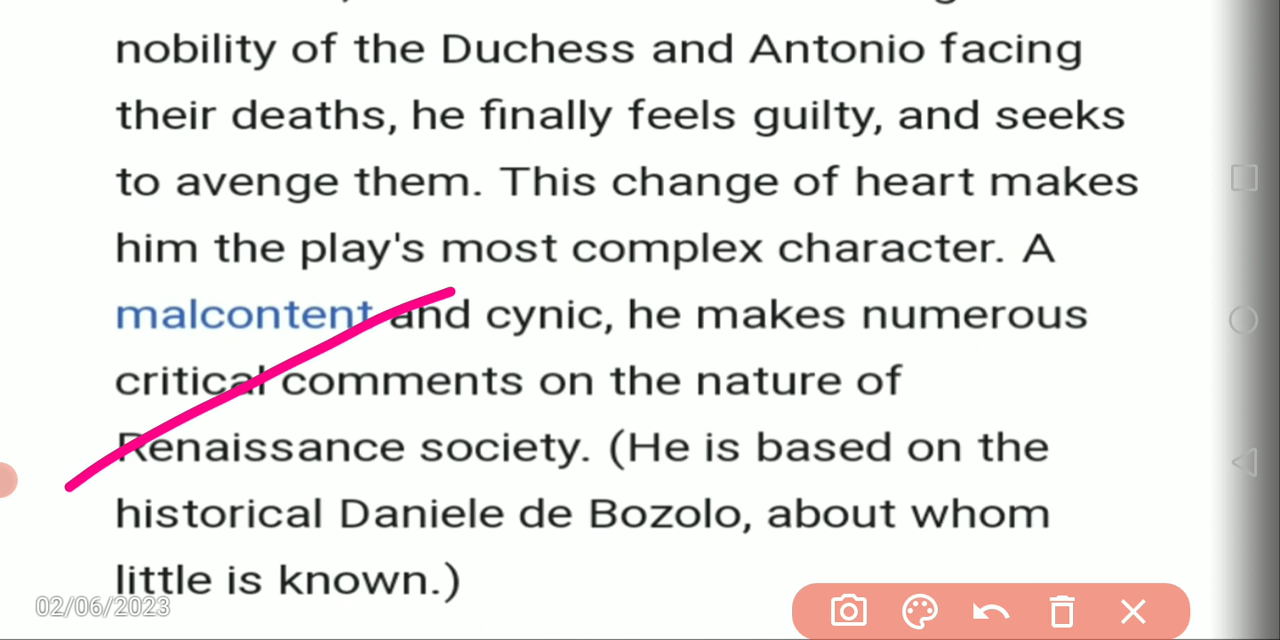 nobility of the Duchess and Antonio facing
their deaths, he finally feels guilty, and seeks
to avenge them. This change of heart makes
him the play's most complex character. A
malcontent and cynic, he makes numerous
critical comments on the nature of
Renaissance society. (He is based on the
historical Daniele de Bozolo, about whom
little is known.)
02/06/2023